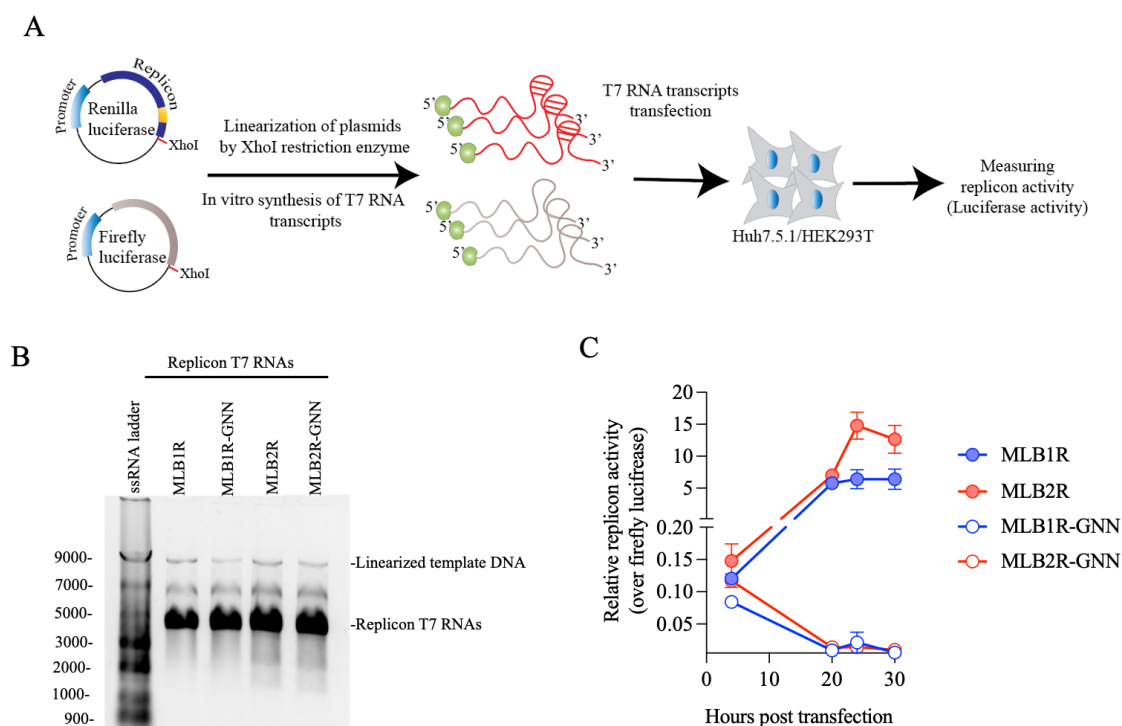 A
Promoter
Replicon
Renilla
luciferase
XhoI
Promoter
Firefly
luciferase
XhoI
Linearization of plasmids
by XhoI restriction enzyme
In vitro synthesis of T7 RNA
transcripts
5’
5’
5’
3’
3’
3’
5’
5’
5’
3’
3’
3’
T7 RNA transcripts
transfection
Huh7.5.1/HEK293T
Measuring
replicon activity
(Luciferase activity)
B
Replicon T7 RNAs
ssRNA ladder
MLB1R
MLB1R-GNN
MLB2R
MLB2R-GNN
9000-
7000-
5000-
3000-
2000-
1000-
900-
-Linearized template DNA
-Replicon T7 RNAs
C
Relative replicon activity
(over firefly lucifrease)
20
15
10
5
0.20
0.15
0.10
0.05
0 10 20 30
Hours post transfection
MLB1R
MLB2R
MLB1R-GNN
MLB2R-GNN